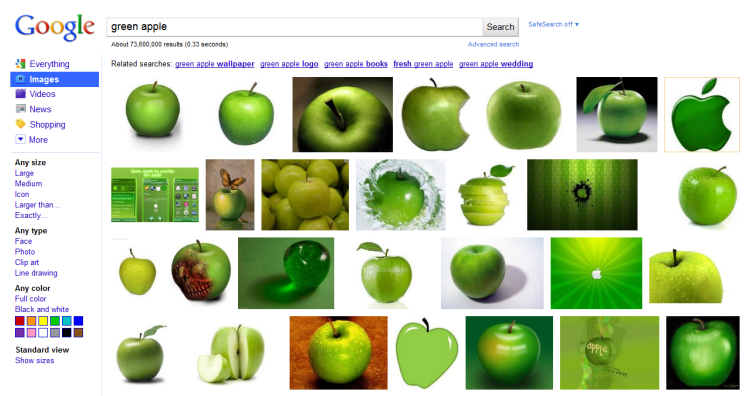 Google
green apple
Search
SafeSearch off ▼
About 73,600,000 results (0.33 seconds)
Advanced search
Everything
Images
Videos
News
Shopping
More
Related searches: green apple wallpaper green apple logo green apple books fresh green apple green apple wedding
Any size
Large
Medium
Icon
Larger than...
Exactly...
Any type
Face
Photo
Clip art
Line drawing
Any color
Full color
Black and white
Standard view
Show sizes
apple